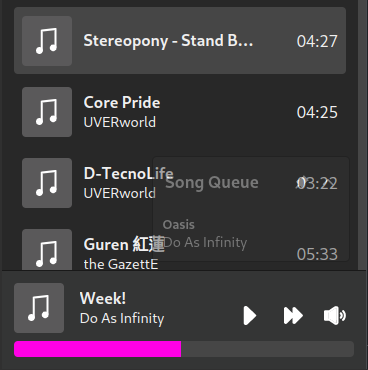 Stereopony - Stand B...
04:27
Core Pride
UVERworld
04:25
D-TecnoLife
UVERworld
03:22
Song Queue
Oasis
Do As Infinity
Guren 紅蓮
the GazettE
05:33
Week!
Do As Infinity